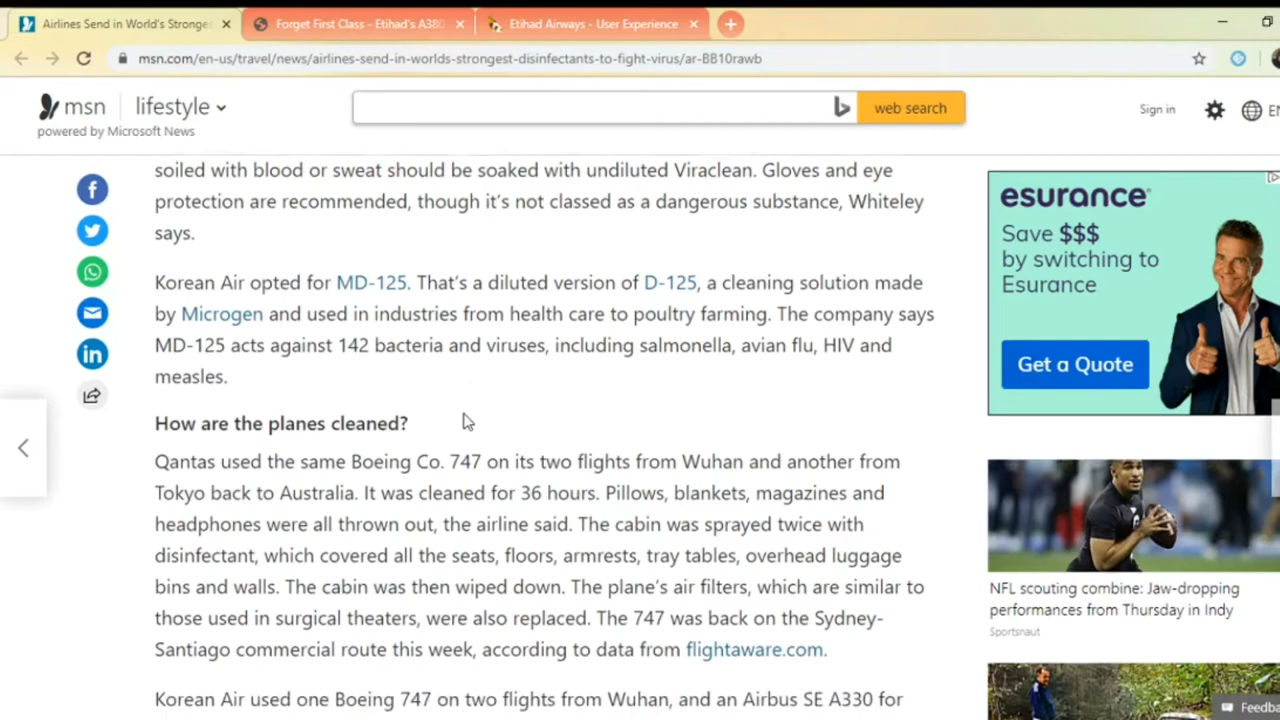 Airlines Send in World's Stronges
Forget First Class - Etihad's A380
Etihad Airways - User Experience
msn.com/en-us/travel/news/airlines-send-in-worlds-strongest-disinfectants-to-fight-virus/ar-BB10rawb
msn
lifestyle
web search
Sign in
EN
powered by Microsoft News
soiled with blood or sweat should be soaked with undiluted Viraclean. Gloves and eye
protection are recommended, though it's not classed as a dangerous substance, Whiteley
says.
Korean Air opted for MD-125. That's a diluted version of D-125, a cleaning solution made
by Microgen and used in industries from health care to poultry farming. The company says
MD-125 acts against 142 bacteria and viruses, including salmonella, avian flu, HIV and
measles.
How are the planes cleaned?
Qantas used the same Boeing Co. 747 on its two flights from Wuhan and another from
Tokyo back to Australia. It was cleaned for 36 hours. Pillows, blankets, magazines and
headphones were all thrown out, the airline said. The cabin was sprayed twice with
disinfectant, which covered all the seats, floors, armrests, tray tables, overhead luggage
bins and walls. The cabin was then wiped down. The plane's air filters, which are similar to
those used in surgical theaters, were also replaced. The 747 was back on the Sydney-
Santiago commercial route this week, according to data from flightaware.com.
Korean Air used one Boeing 747 on two flights from Wuhan, and an Airbus SE A330 for
esurance
Save $$$
by switching to
Esurance
Get a Quote
NFL scouting combine: Jaw-dropping
performances from Thursday in Indy
Sportsnaut
Feedba